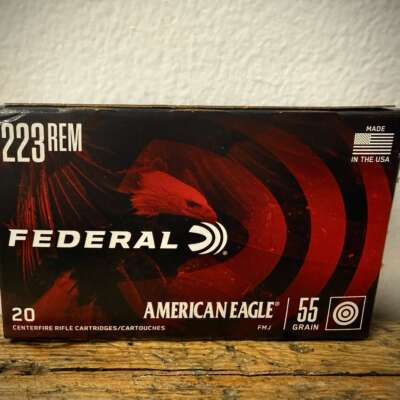 223 REM
MADE
IN THE USA
FEDERAL®
20
CENTERFIRE RIFLE CARTRIDGES/CARTOUCHES
AMERICAN EAGLE®
FMJ
55
GRAIN